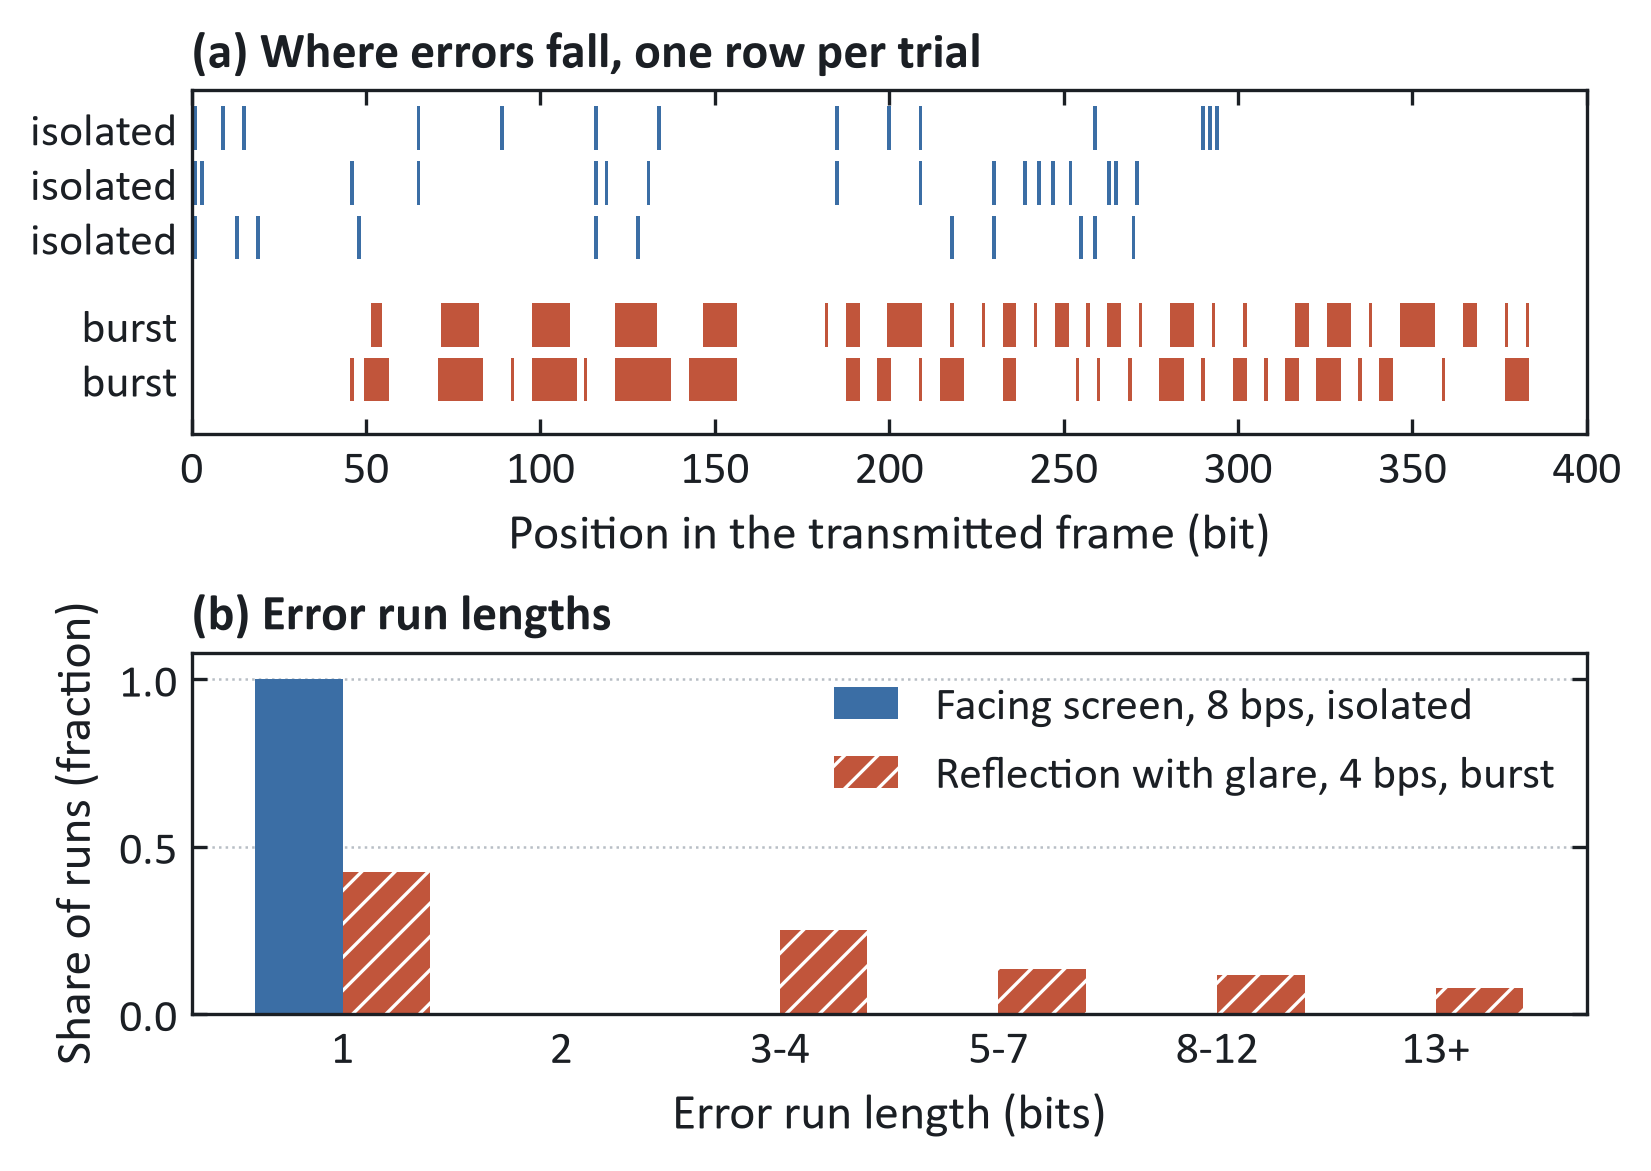 (a) Where errors fall, one row per trial
isolated
isolated
isolated
burst
burst
0 50 100 150 200 250 300 350 400
Position in the transmitted frame (bit)
(b) Error run lengths
Share of runs (fraction)
1.0
0.5
0.0
Facing screen, 8 bps, isolated
Reflection with glare, 4 bps, burst
1 2 3-4 5-7 8-12 13+
Error run length (bits)